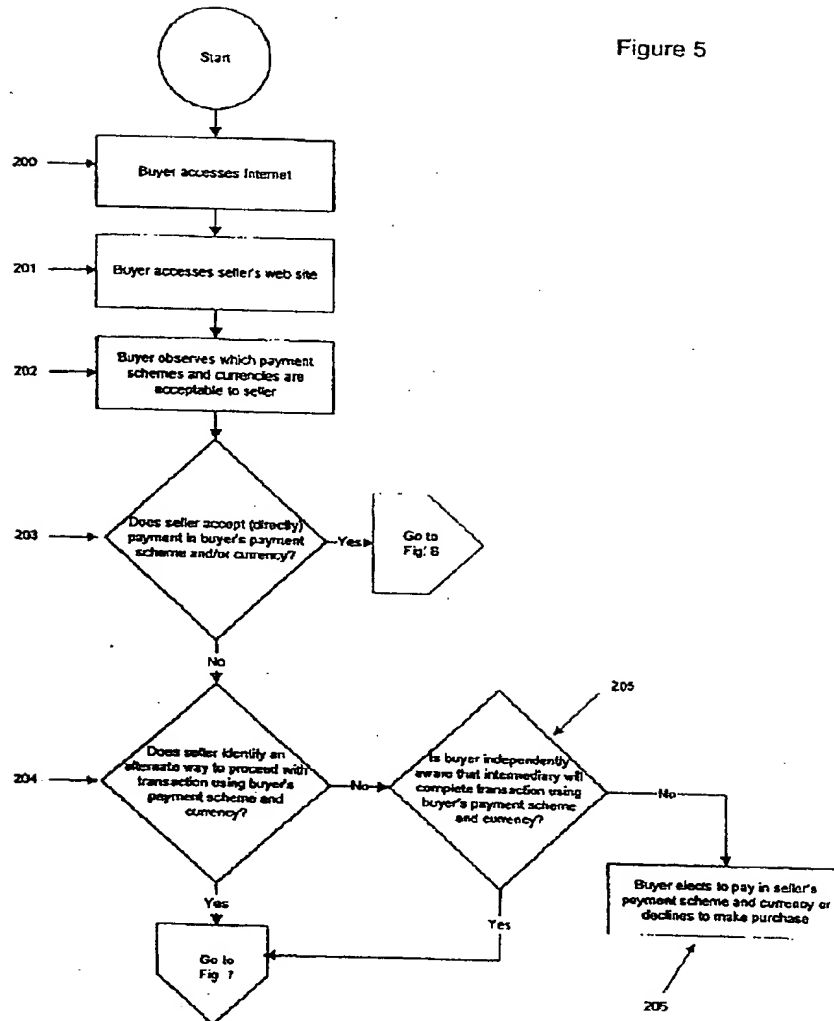 Figure 5
Start
200
Buyer accesses Internet
201
Buyer accesses seller's web site
202
Buyer observes which payment
schemes and currencies are
acceptable to seller
203
Does seller accept (directly)
payment in buyer's payment
scheme and/or currency?
Yes
Go to
Fig. 8
No
204
Does seller identify an
alternate way to proceed with
transaction using buyer's
payment scheme and
currency?
No
205
Is buyer independently
aware that intermediary will
complete transaction using
buyer's payment scheme
and currency?
No
Buyer elects to pay in seller's
payment scheme and currency or
declines to make purchase
205
Yes
Yes
Go to
Fig. 7